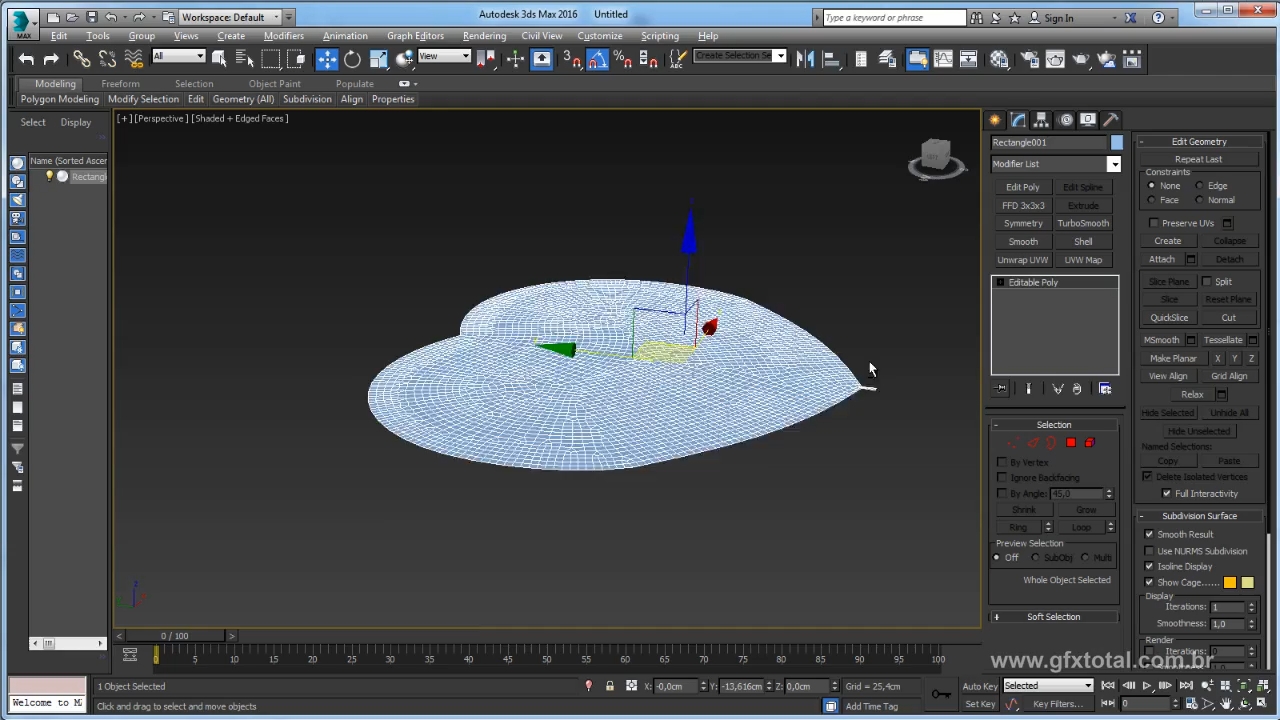 Autodesk 3ds Max 2016 Untitled
MAX
Workspace: Default
Type a keyword or phrase
Sign In
Edit Tools Group Views Create Modifiers Animation Graph Editors Rendering Civil View Customize Scripting Help
All
View
Create Selection Se
Modeling Freeform Selection Object Paint Populate
Polygon Modeling Modify Selection Edit Geometry (All) Subdivision Align Properties
Select Display
Name (Sorted Ascen
Rectangl
[+] [Perspective] [Shaded + Edged Faces]
Rectangle001
Modifier List
Edit Poly Edit Spline
FFD 3x3x3 Extrude
Symmetry TurboSmooth
Smooth Shell
Unwrap UVW UVW Map
Editable Poly
Selection
By Vertex
Ignore Backfacing
By Angle: 45,0
Shrink Grow
Ring Loop
Preview Selection
Off SubObj Multi
Whole Object Selected
Soft Selection
Edit Geometry
Repeat Last
Constraints
None Edge
Face Normal
Preserve UVs
Create Collapse
Attach Detach
Slice Plane Split
Slice Reset Plane
QuickSlice Cut
MSmooth Tessellate
Make Planar X Y Z
View Align Grid Align
Relax
Hide Selected Unhide All
Hide Unselected
Named Selections:
Copy Paste
Delete Isolated Vertices
Full Interactivity
Subdivision Surface
Smooth Result
Use NURMS Subdivision
Isoline Display
Show Cage......
Display
Iterations: 1
Smoothness: 1,0
Render
Iterations: 0
www.gfxtotal.com.br
0 / 100
0 5 10 15 20 25 30 35 40 45 50 55 60 65 70 75 80 85 90 95 100
1 Object Selected
X: -0,0cm Y: -13,616cm Z: 0,0cm Grid = 25,4cm
Auto Key Selected
Welcome to M
Click and drag to select and move objects
Add Time Tag
Set Key Key Filters...
0